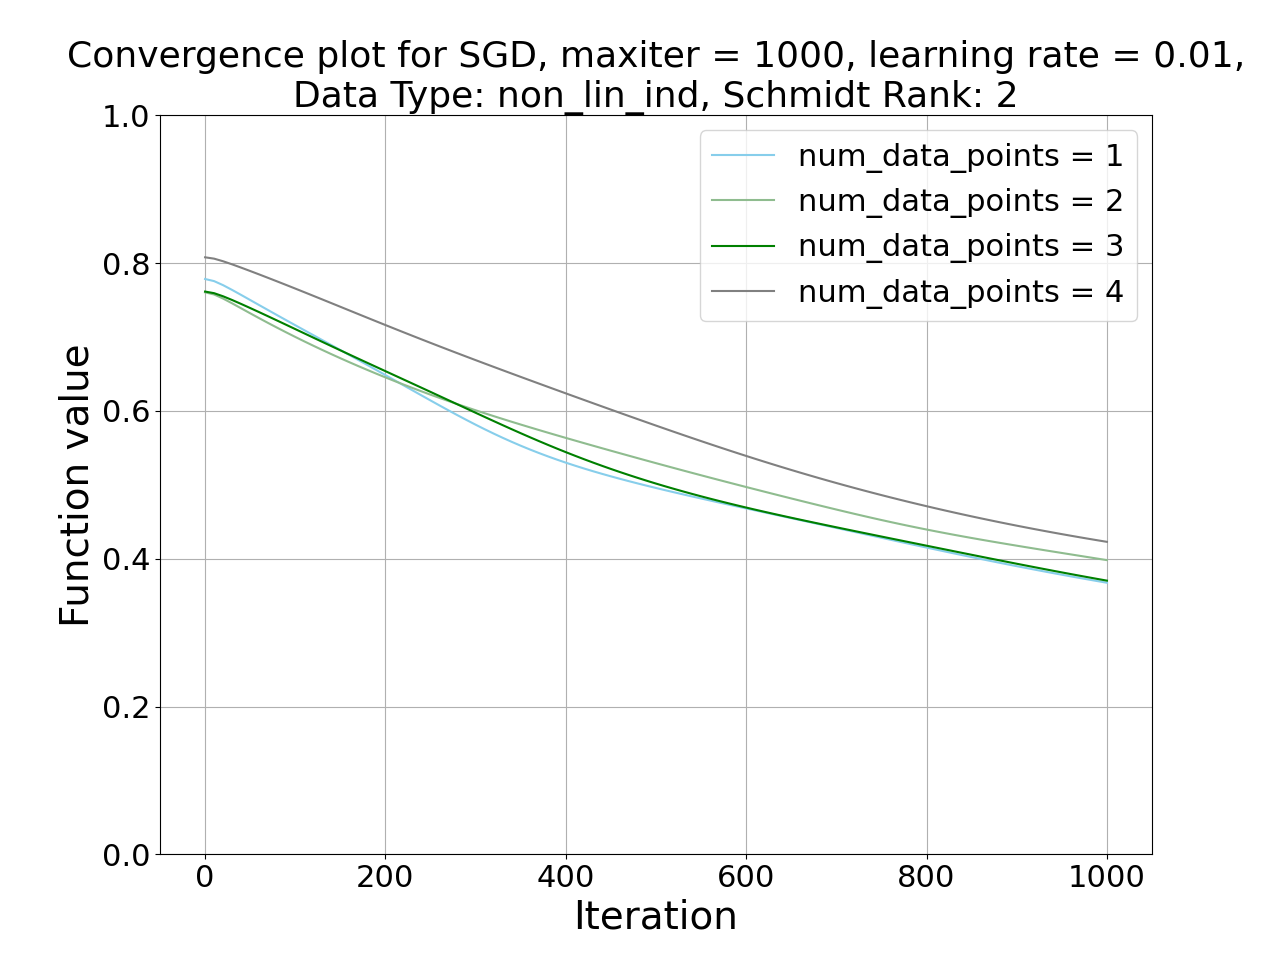 Convergence plot for SGD, maxiter = 1000, learning rate = 0.01,
Data Type: non_lin_ind, Schmidt Rank: 2
num_data_points = 1
num_data_points = 2
num_data_points = 3
num_data_points = 4
Function value
1.0
0.8
0.6
0.4
0.2
0.0
0 200 400 600 800 1000
Iteration